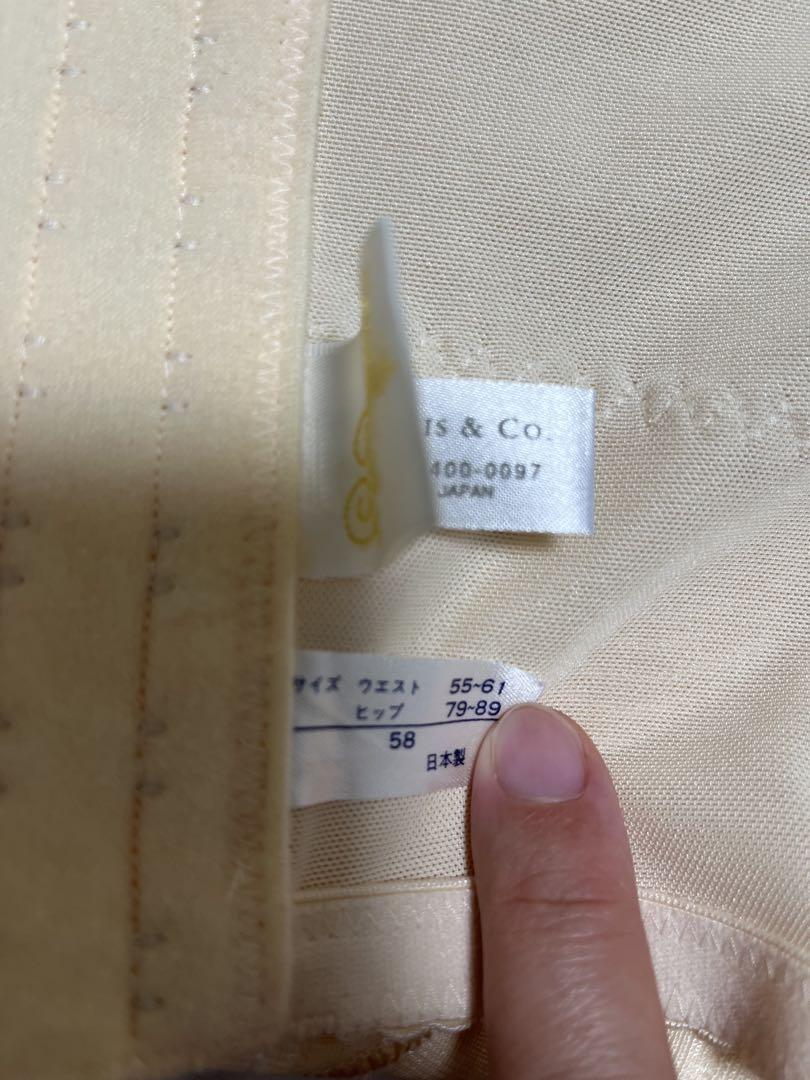 & Co.
400-0097
JAPAN
サイズ ウエスト 55~61
ヒップ 79~89
58
日本製